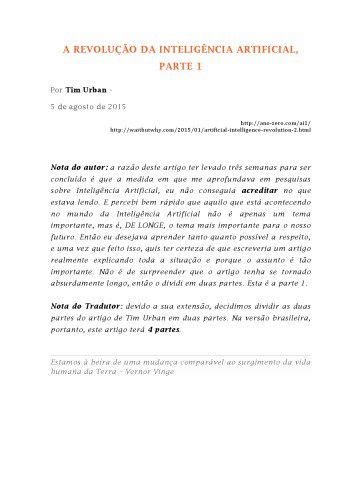 A REVOLUÇÃO DA INTELIGÊNCIA ARTIFICIAL,
PARTE 1
Por Tim Urban -
5 de agosto de 2015
http://ano-zero.com/ai1/
http://waitbutwhy.com/2015/01/artificial-intelligence-revolution-2.html
Nota do autor: a razão deste artigo ter levado três semanas para ser
concluído é que a medida em que me aprofundava em pesquisas
sobre Inteligência Artificial, eu não conseguia acreditar no que
estava lendo. E percebi bem rápido que aquilo que está acontecendo
no mundo da Inteligência Artificial não é apenas um tema
importante, mas é, DE LONGE, o tema mais importante para o nosso
futuro. Então eu desejava aprender tanto quanto possível a respeito,
e uma vez que feito isso, quis ter certeza de que escreveria um artigo
realmente explicando toda a situação e porque o assunto é tão
importante. Não é de surpreender que o artigo tenha se tornado
absurdamente longo, então o dividi em duas partes. Esta é a parte 1.
Nota do Tradutor: devido a sua extensão, decidimos dividir as duas
partes do artigo de Tim Urban em duas partes. Na versão brasileira,
portanto, este artigo terá 4 partes.
Estamos à beira de uma mudança comparável ao surgimento da vida
humana da Terra – Vernor Vinge